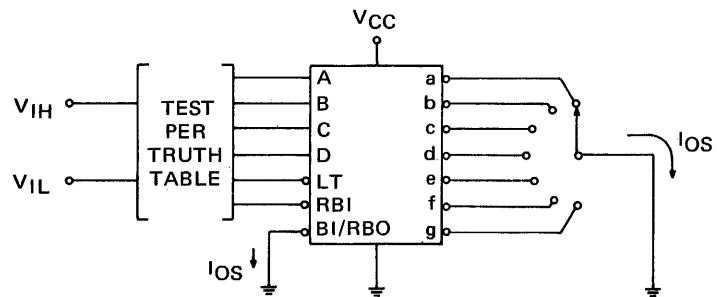 VCC
VIH
VIL
TEST
PER
TRUTH
TABLE
A
B
C
D
LT
RBI
BI/RBO
a
b
c
d
e
f
g
IOS
IOS